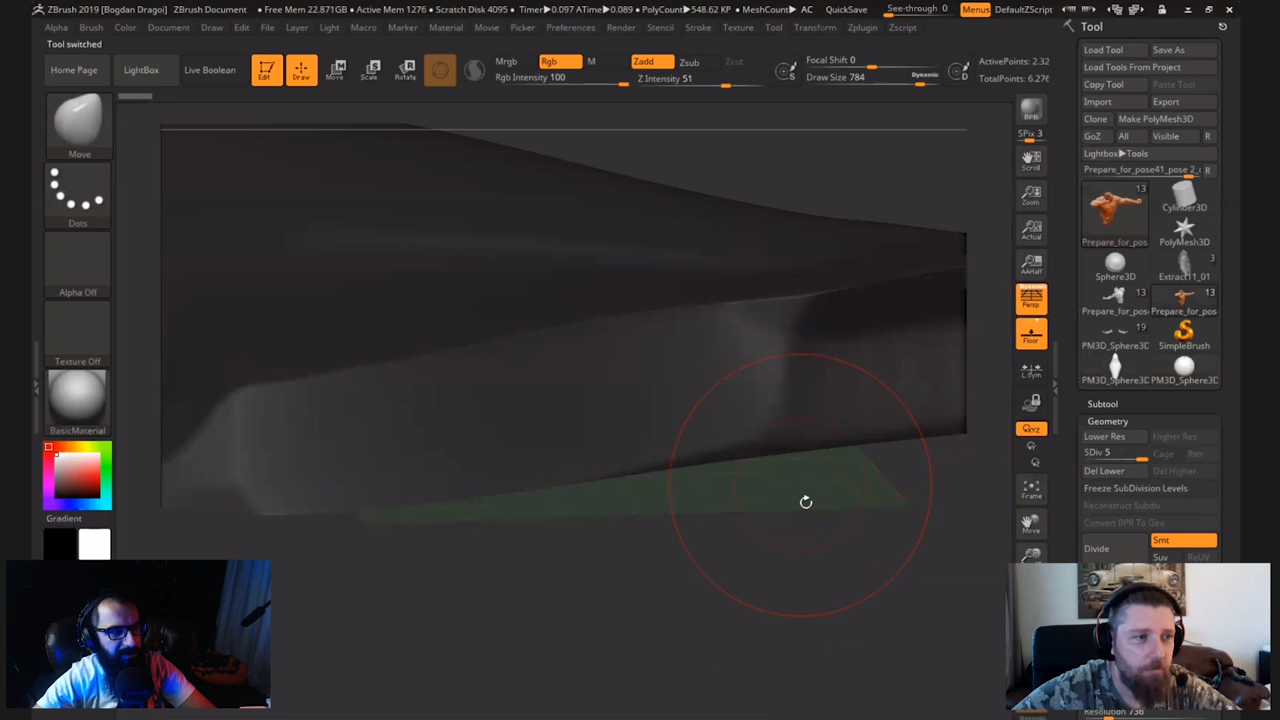 ZBrush 2019 [Bogdan Dragoi]
ZBrush Document
• Free Mem 22.871GB • Active Mem 1276 • Scratch Disk 4095 • Timer▶0.097 ATime▶0.089 • PolyCount▶548.62 KP • MeshCount▶
AC
QuickSave
See-through 0
Menus
DefaultZScript
Alpha
Brush
Color
Document
Draw
Edit
File
Layer
Light
Macro
Marker
Material
Movie
Picker
Preferences
Render
Stencil
Stroke
Texture
Tool
Transform
Zplugin
Zscript
Tool switched
Home Page
LightBox
Live Boolean
Edit
Draw
Move
Scale
Rotate
Mrgb
Rgb
M
Rgb Intensity 100
Zadd
Zsub
Zcut
Z Intensity 51
S
Focal Shift 0
Draw Size 784
Dynamic
D
ActivePoints: 2.32
TotalPoints: 6.276
Move
Dots
Alpha Off
Texture Off
BasicMaterial
Gradient
BPR
SPix 3
Scroll
Zoom
Actual
AAHalf
Dynamic
Persp
Floor
L.Sym
XYZ
Frame
Move
Tool
Load Tool
Save As
Load Tools From Project
Copy Tool
Paste Tool
Import
Export
Clone
Make PolyMesh3D
GoZ
All
Visible
R
Lightbox▶Tools
Prepare_for_pose41_pose 2_
R
13
Prepare_for_pos
Cylinder3D
PolyMesh3D
Sphere3D
3
Extract11_01
13
Prepare_for_pos
13
Prepare_for_pos
19
PM3D_Sphere3D
SimpleBrush
PM3D_Sphere3D
PM3D_Sphere3D
Subtool
Geometry
Lower Res
Higher Res
SDiv 5
Cage
Rstr
Del Lower
Del Higher
Freeze SubDivision Levels
Reconstruct Subdiv
Convert BPR To Geo
Divide
Smt
Suv
ReUV
Resolution 736